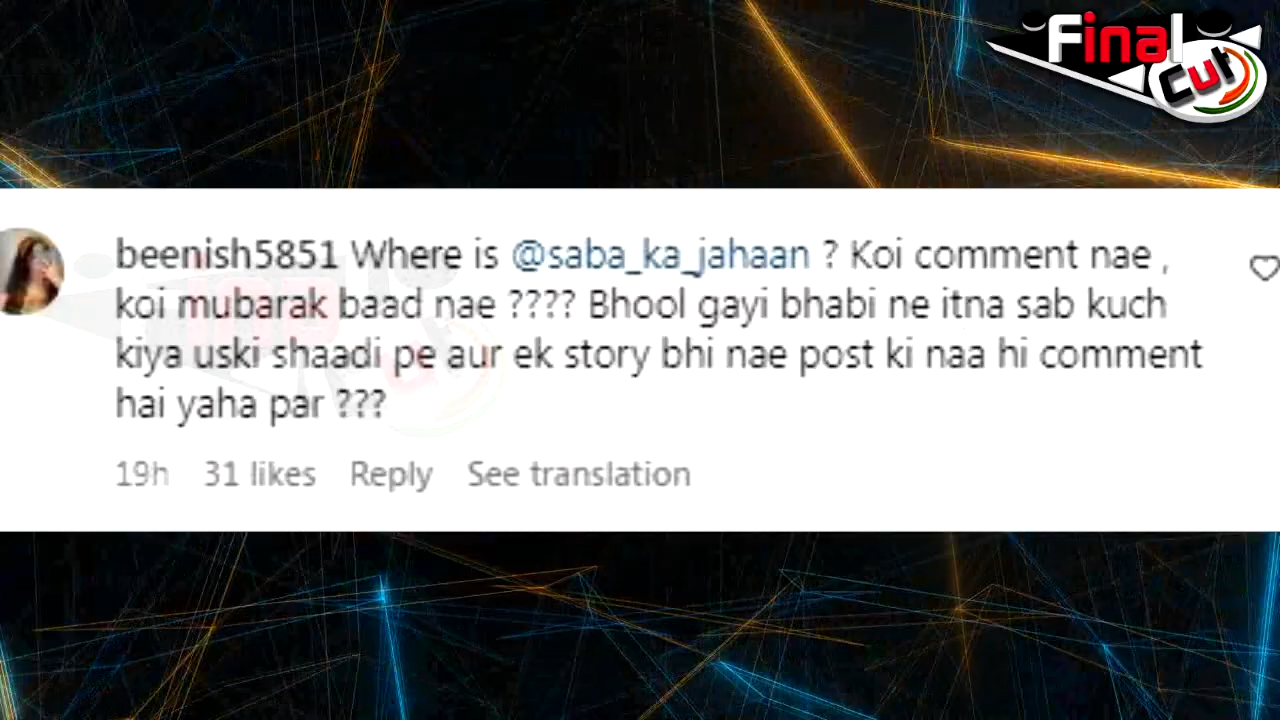 Final
Cut
beenish5851 Where is @saba_ka_jahaan ? Koi comment nae ,
koi mubarak baad nae ???? Bhool gayi bhabi ne itna sab kuch
kiya uski shaadi pe aur ek story bhi nae post ki naa hi comment
hai yaha par ???
19h 31 likes Reply See translation